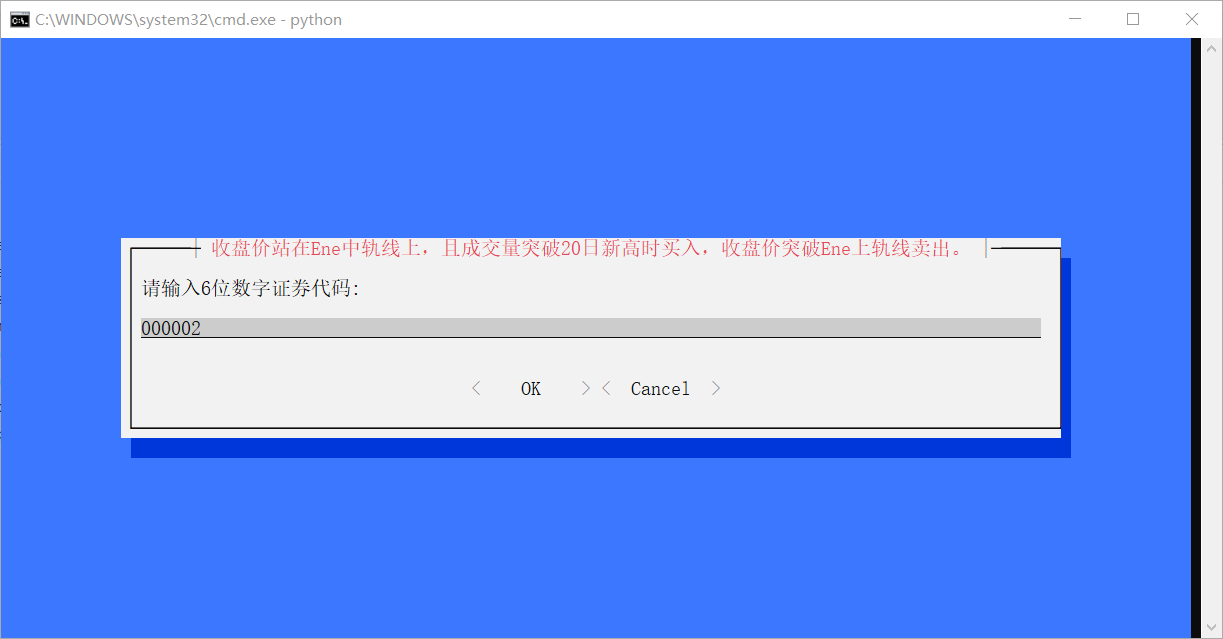 C:\WINDOWS\system32\cmd.exe - python
收盘价站在Ene中轨线上，且成交量突破20日新高时买入，收盘价突破Ene上轨线卖出。
请输入6位数字证券代码:
000002
< OK > < Cancel >